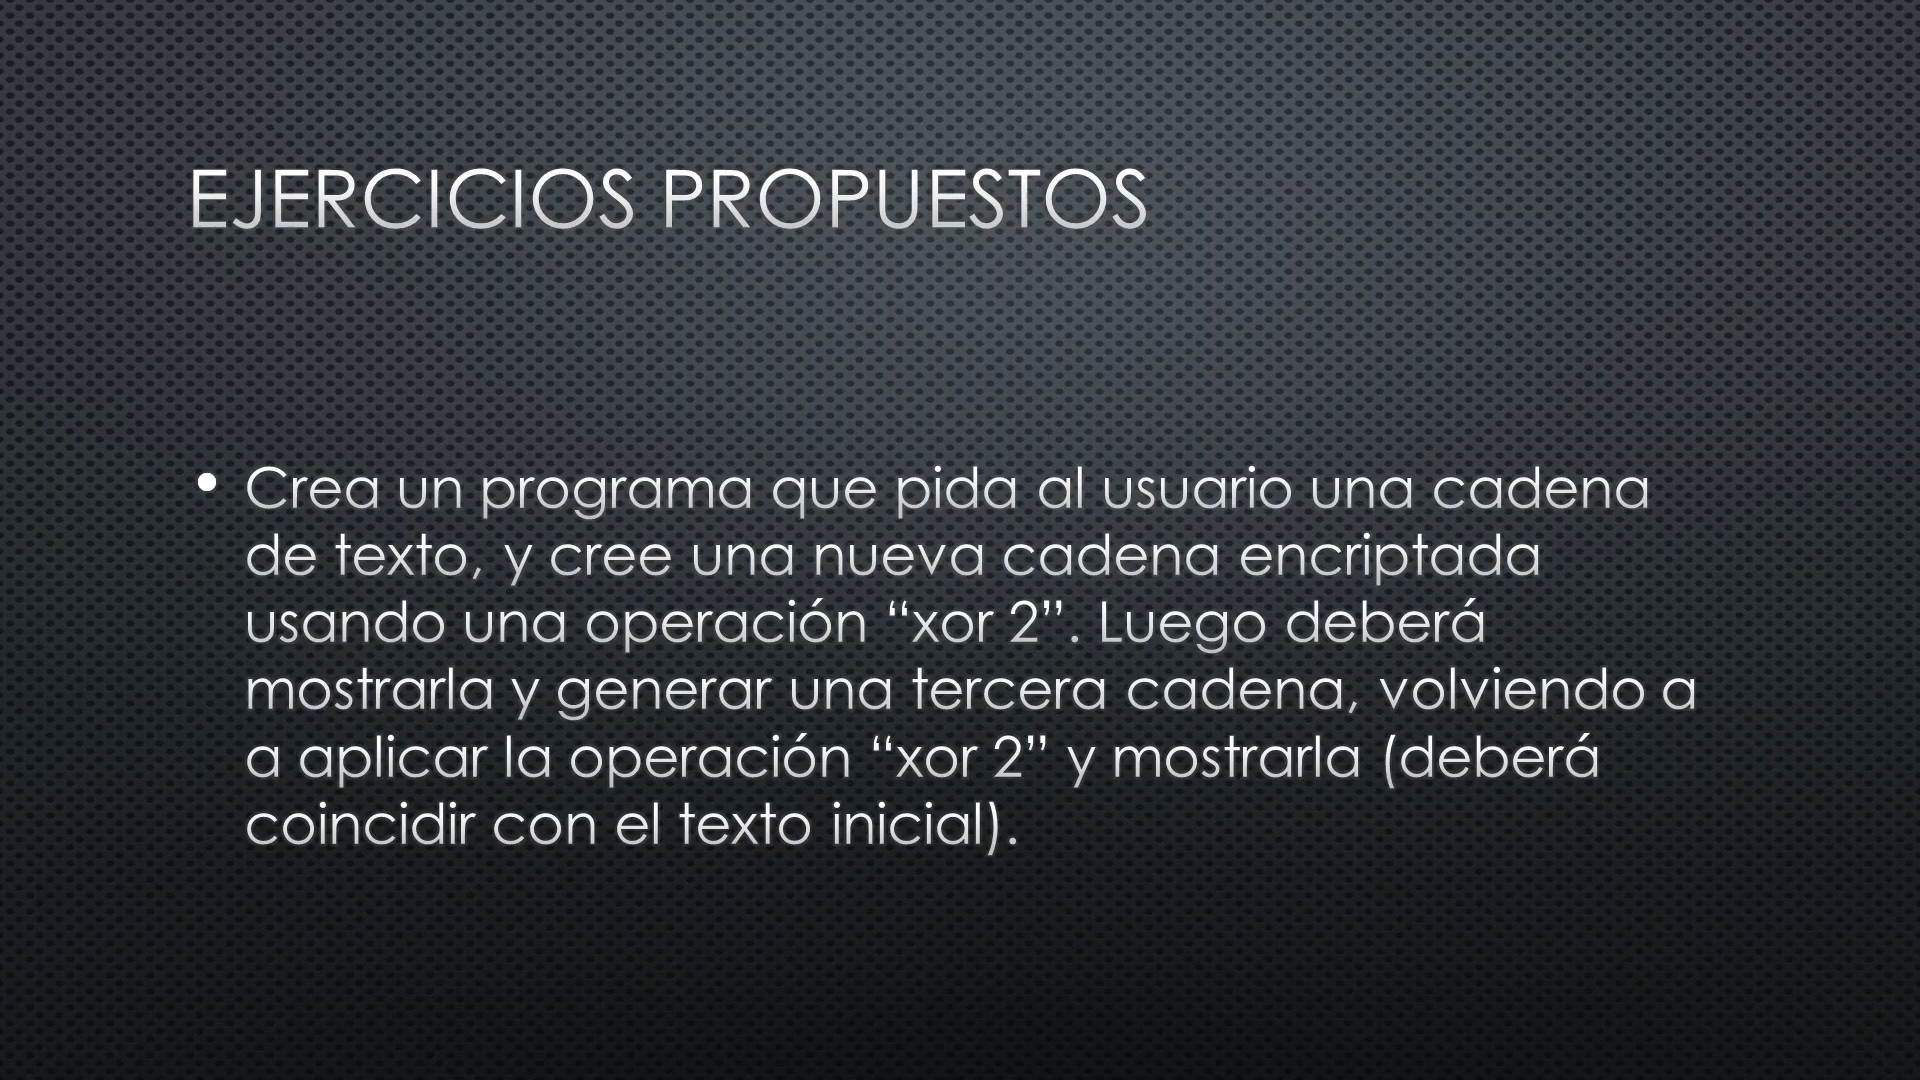 EJERCICIOS PROPUESTOS
• Crea un programa que pida al usuario una cadena
de texto, y cree una nueva cadena encriptada
usando una operación “xor 2”. Luego deberá
mostrarla y generar una tercera cadena, volviendo a
a aplicar la operación “xor 2” y mostrarla (deberá
coincidir con el texto inicial).